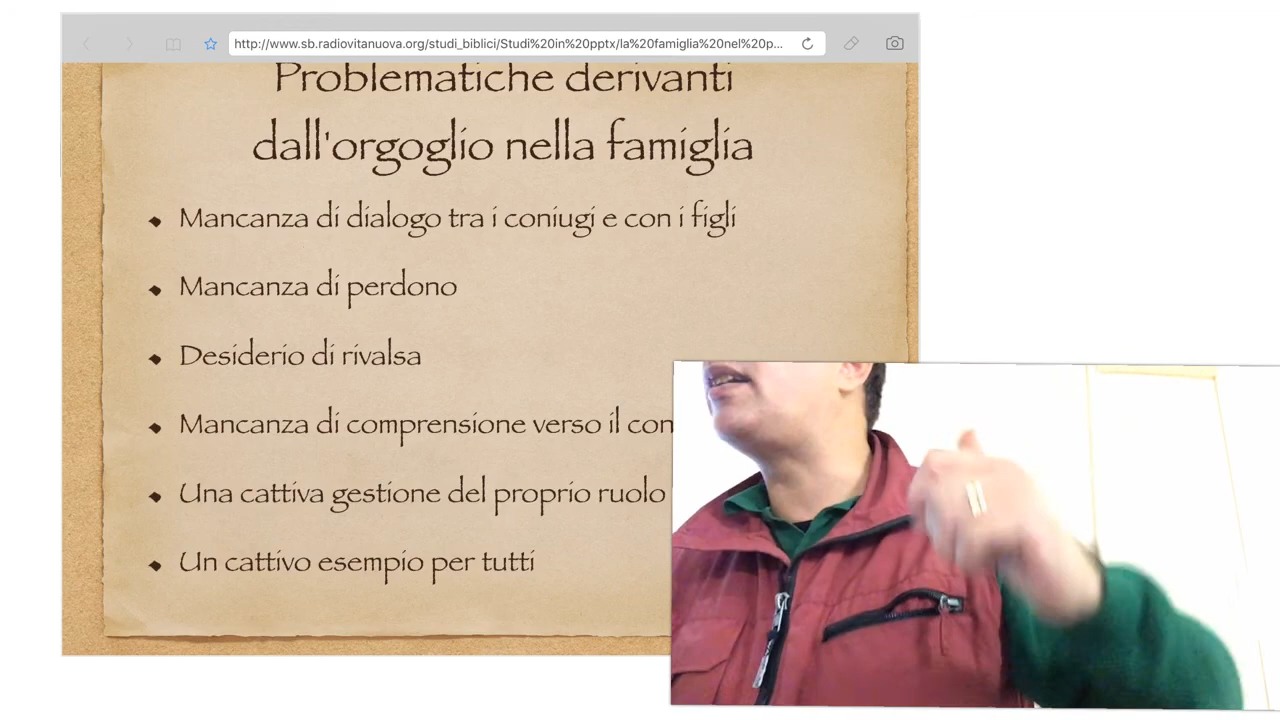 http://www.sb.radiovitanuova.org/studi_biblici/Studi%20in%20pptx/la%20famiglia%20nel%20p...
Problematiche derivanti
dall'orgoglio nella famiglia
Mancanza di dialogo tra i coniugi e con i figli
Mancanza di perdono
Desiderio di rivalsa
Mancanza di comprensione verso il con
Una cattiva gestione del proprio ruolo
Un cattivo esempio per tutti